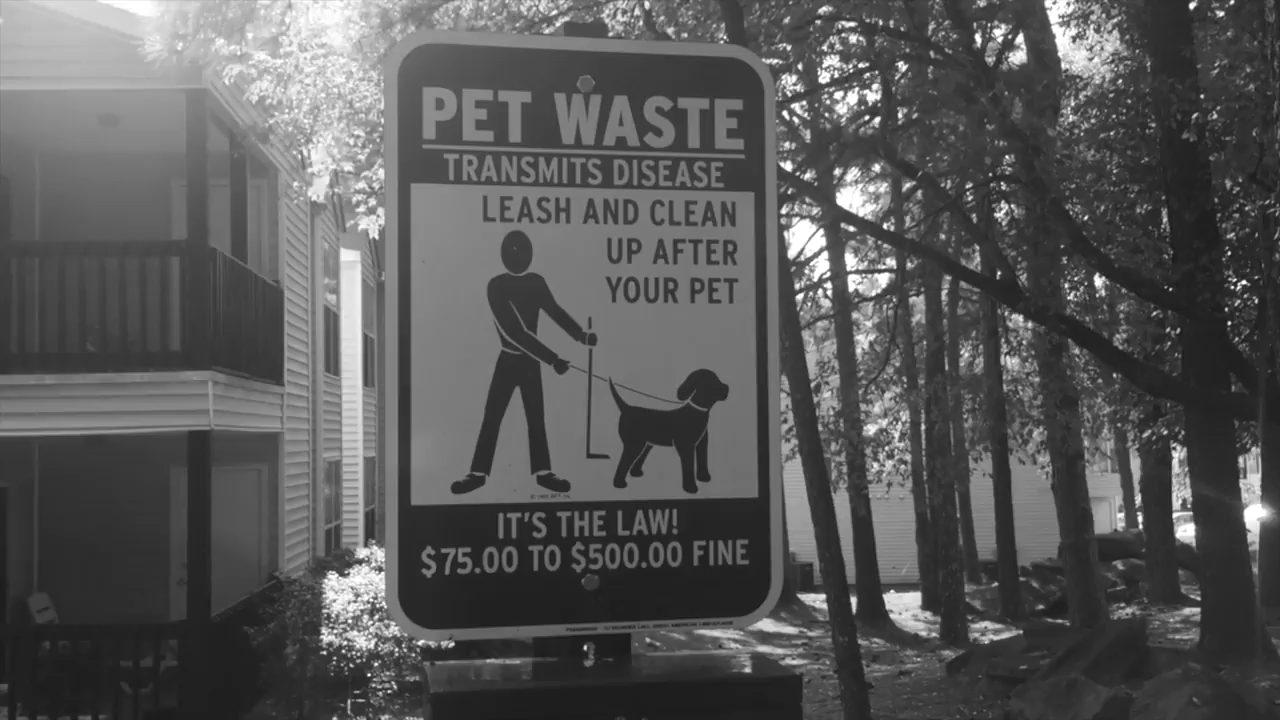 PET WASTE
TRANSMITS DISEASE
LEASH AND CLEAN
UP AFTER
YOUR PET
IT'S THE LAW!
$75.00 TO $500.00 FINE